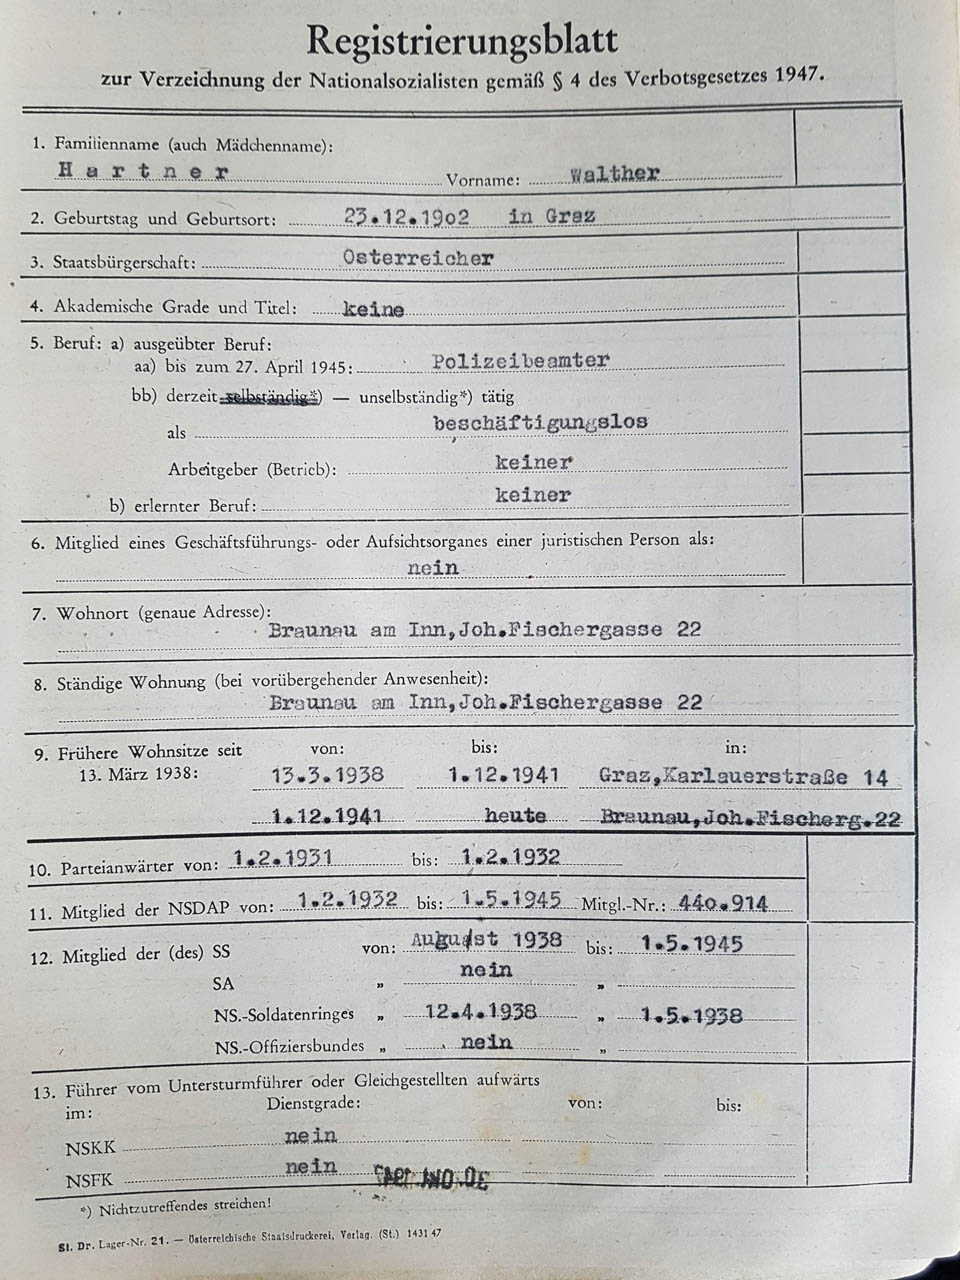 Registrierungsblatt
zur Verzeichnung der Nationalsozialisten gemäß § 4 des Verbotsgesetzes 1947.
1. Familienname (auch Mädchenname):
Hartner Vorname: Walther
2. Geburtstag und Geburtsort: 23.12.1902 in Graz
3. Staatsbürgerschaft: Osterreicher
4. Akademische Grade und Titel: keine
5. Beruf: a) ausgeübter Beruf:
aa) bis zum 27. April 1945: Polizeibeamter
bb) derzeit selbständig*) — unselbständig*) tätig
als beschäftigungslos
Arbeitgeber (Betrieb): keiner
b) erlernter Beruf: keiner
6. Mitglied eines Geschäftsführungs- oder Aufsichtsorganes einer juristischen Person als:
nein
7. Wohnort (genaue Adresse):
Braunau am Inn,Joh.Fischergasse 22
8. Ständige Wohnung (bei vorübergehender Anwesenheit):
Braunau am Inn,Joh.Fischergasse 22
9. Frühere Wohnsitze seit von: bis: in:
13. März 1938: 13.3.1938 1.12.1941 Graz,Karlauerstraße 14
1.12.1941 heute Braunau,Joh.Fischerg.22
10. Parteianwärter von: 1.2.1931 bis: 1.2.1932
11. Mitglied der NSDAP von: 1.2.1932 bis: 1.5.1945 Mitgl.-Nr.: 440.914
12. Mitglied der (des) SS von: August 1938 bis: 1.5.1945
SA „ nein „
NS.-Soldatenringes „ 12.4.1938 „ 1.5.1938
NS.-Offiziersbundes „ nein „
13. Führer vom Untersturmführer oder Gleichgestellten aufwärts
im: Dienstgrade: von: bis:
NSKK nein
NSFK nein
*) Nichtzutreffendes streichen!
St. Dr. Lager-Nr. 21. — Österreichische Staatsdruckerei, Verlag. (St.) 1431 47